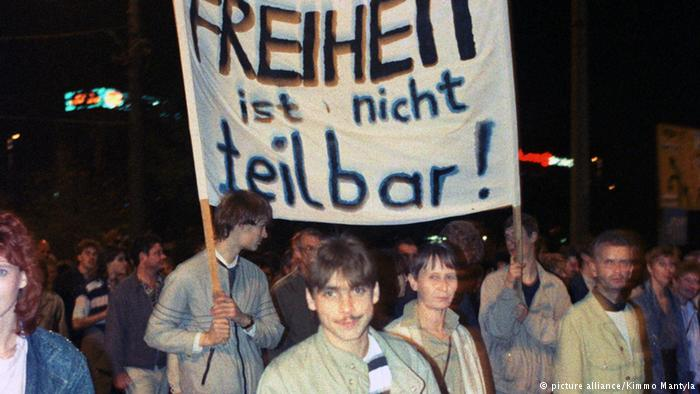 FREIHEIT
ist nicht
teilbar!
© picture alliance/Kimmo Mantyla